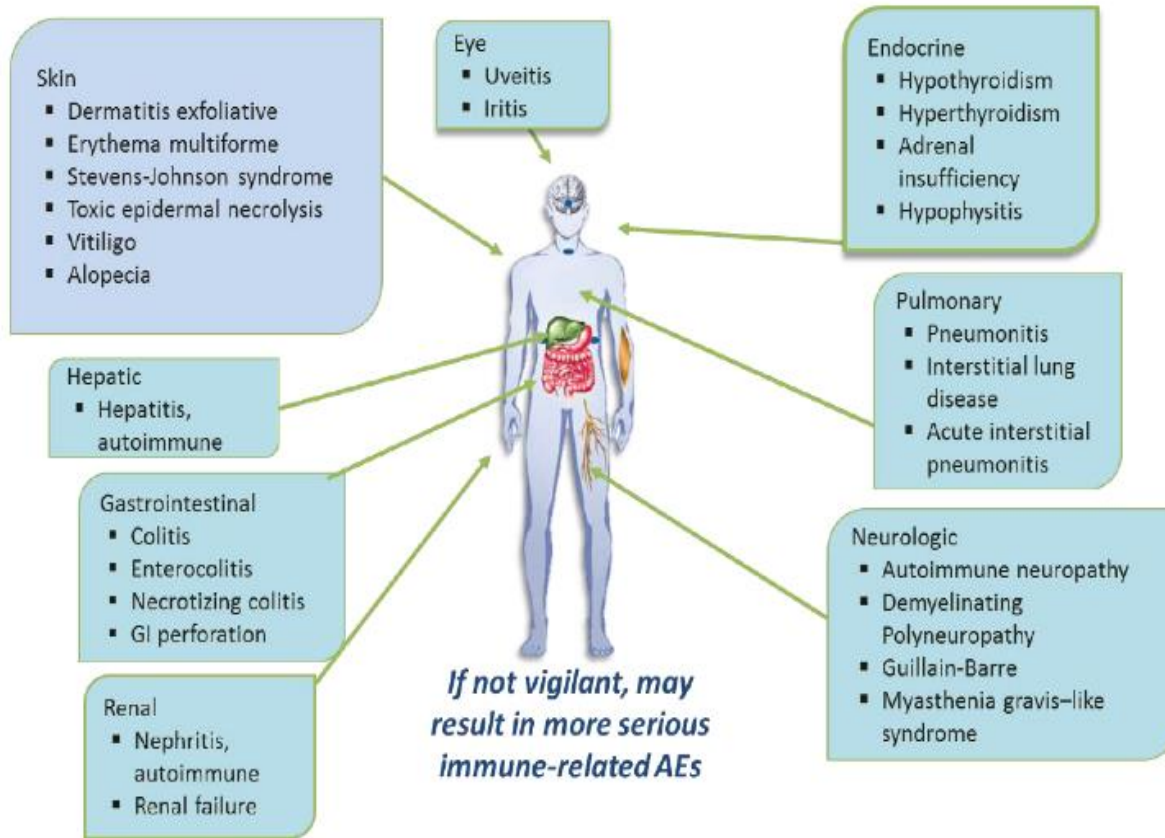 Skin
▪ Dermatitis exfoliative
▪ Erythema multiforme
▪ Stevens-Johnson syndrome
▪ Toxic epidermal necrolysis
▪ Vitiligo
▪ Alopecia
Eye
▪ Uveitis
▪ Iritis
Endocrine
▪ Hypothyroidism
▪ Hyperthyroidism
▪ Adrenal
insufficiency
▪ Hypophysitis
Pulmonary
▪ Pneumonitis
▪ Interstitial lung
disease
▪ Acute interstitial
pneumonitis
Hepatic
▪ Hepatitis,
autoimmune
Gastrointestinal
▪ Colitis
▪ Enterocolitis
▪ Necrotizing colitis
▪ GI perforation
Neurologic
▪ Autoimmune neuropathy
▪ Demyelinating
Polyneuropathy
▪ Guillain-Barre
▪ Myasthenia gravis–like
syndrome
Renal
▪ Nephritis,
autoimmune
▪ Renal failure
If not vigilant, may
result in more serious
immune-related AEs